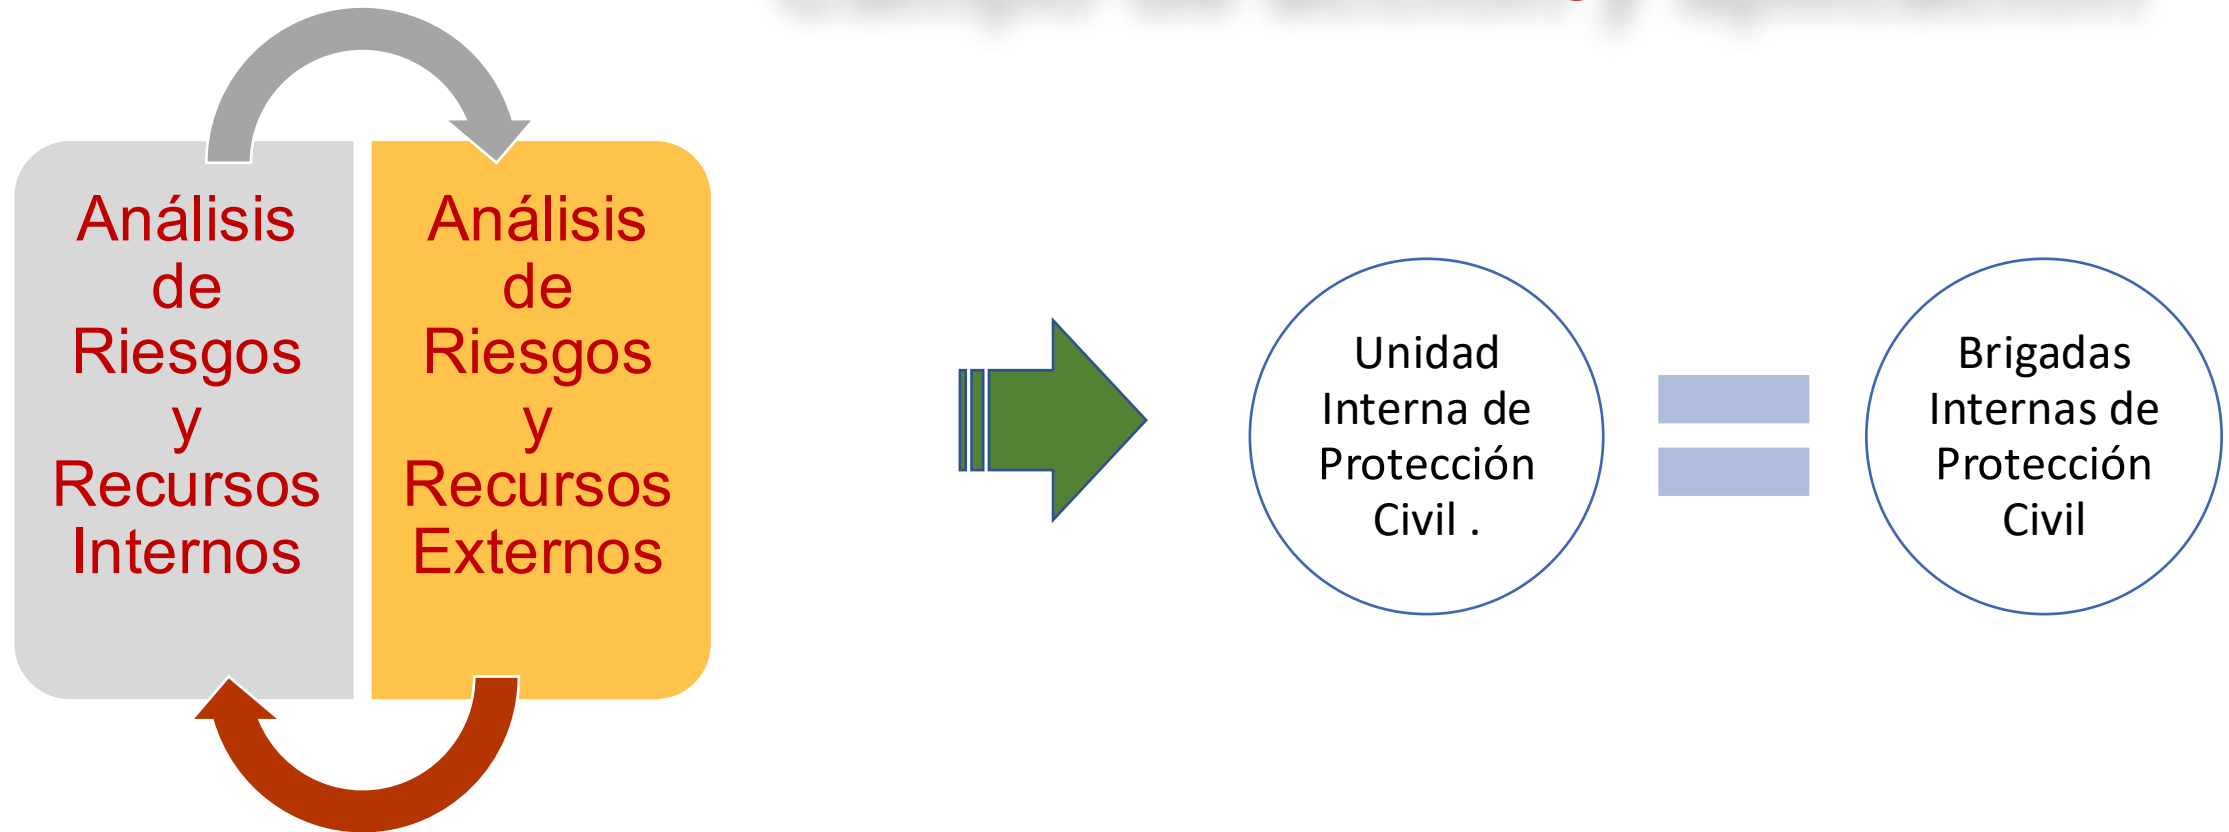 Análisis
de
Riesgos
y
Recursos
Internos
Análisis
de
Riesgos
y
Recursos
Externos
Unidad
Interna de
Protección
Civil .
Brigadas
Internas de
Protección
Civil